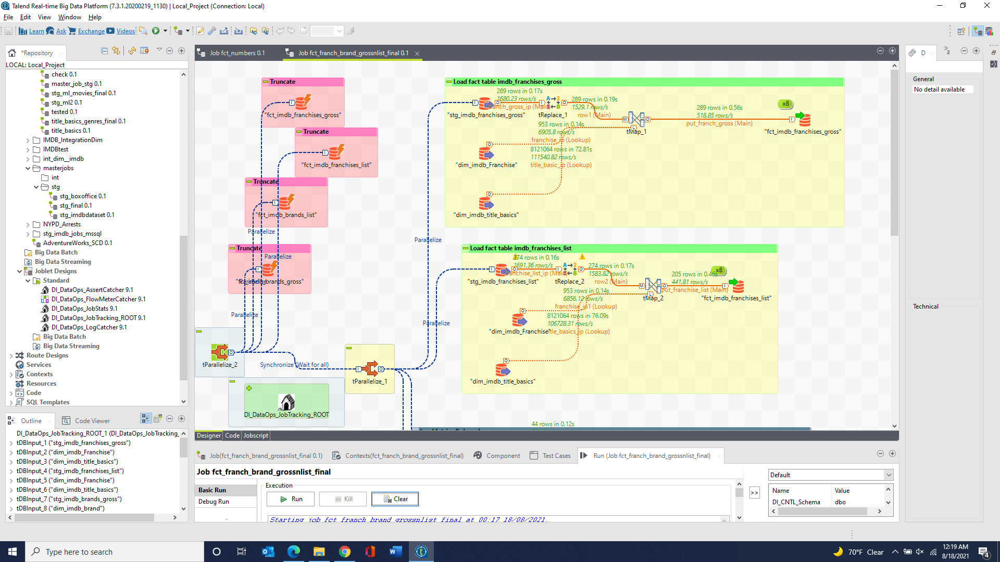 Talend Real-time Big Data Platform (7.3.1.20200219_1130) | Local_Project (Connection: Local)
File Edit View Window Help
Learn Ask Exchange Videos
*Repository
LOCAL: Local_Project
check 0.1
master_job_stg 0.1
stg_ml_movies_final 0.1
stg_ml2 0.1
tested 0.1
title_basics_genres_final 0.1
title_basics 0.1
IMDB_IntegrationDim
IMDBtest
int_dim__imdb
masterjobs
int
stg
stg_boxoffice 0.1
stg_final 0.1
stg_imdbdataset 0.1
NYPD_Arrests
stg_imdb_jobs_mssql
AdventureWorks_SCD 0.1
Big Data Batch
Big Data Streaming
Joblet Designs
Standard
DI_DataOps_AssertCatcher 9.1
DI_DataOps_FlowMeterCatcher 9.1
DI_DataOps_JobStats 9.1
DI_DataOps_JobTracking_ROOT 9.1
DI_DataOps_LogCatcher 9.1
Big Data Batch
Big Data Streaming
Route Designs
Services
Contexts
Resources
Code
SQL Templates
Outline Code Viewer
DI_DataOps_JobTracking_ROOT_1 (DI_DataOps_JobTracking_
tDBInput_1 ("stg_imdb_franchises_gross")
tDBInput_2 ("dim_imdb_Franchise")
tDBInput_3 ("dim_imdb_title_basics")
tDBInput_4 ("stg_imdb_franchises_list")
tDBInput_5 ("dim_imdb_Franchise")
tDBInput_6 ("dim_imdb_title_basics")
tDBInput_7 ("stg_imdb_brands_gross")
tDBInput_8 ("dim_imdb_brand")
Job fct_numbers 0.1
Job fct_franch_brand_grossnlist_final 0.1
Truncate
"fct_imdb_franchises_gross"
Truncate
"fct_imdb_franchises_list"
Truncate
"fct_imdb_brands_list"
Parallelize
Truncate
Parallelize
Parallelize
Parallelize
tParallelize_2
Synchronize (Wait for all)
tParallelize_1
DI_DataOps_JobTracking_ROOT
Parallelize
Parallelize
Load fact table imdb_franchises_gross
289 rows in 0.17s
1680.23 rows/s
"stg_imdb_franchises_gross"
tReplace_1
289 rows in 0.19s
1529.1 rows/s
row1 (Main)
tMap_1
x8
289 rows in 0.56s
518.85 rows/s
put_franch_gross (Main)
"fct_imdb_franchises_gross"
953 rows in 0.14s
6905.8 rows/s
franchise_ip (Lookup)
"dim_imdb_Franchise"
8121064 rows in 72.81s
111540.82 rows/s
title_basic_ip (Lookup)
"dim_imdb_title_basics"
Load fact table imdb_franchises_list
274 rows in 0.16s
1691.36 rows/s
franchise_list_ip (Main)
"stg_imdb_franchises_list"
tReplace_2
274 rows in 0.17s
1583.82 rows/s
row2 (Main)
tMap_2
x8
205 rows in 0.46s
441.81 rows/s
put_franchise_list (Main)
"fct_imdb_franchises_list"
953 rows in 0.14s
6856.12 rows/s
franchise_ip1 (Lookup)
"dim_imdb_Franchise"
8121064 rows in 76.09s
106728.31 rows/s
title_basics_ip (Lookup)
"dim_imdb_title_basics"
44 rows in 0.12s
Designer Code Jobscript
Job(fct_franch_brand_grossnlist_final 0.1)
Contexts(fct_franch_brand_grossnlist_final)
Component
Test Cases
Run (Job fct_franch_brand_grossnlist_final)
Job fct_franch_brand_grossnlist_final
Basic Run
Debug Run
Execution
Run Kill Clear
Starting job fct_franch_brand_grossnlist_final at 00:17 18/08/2021.
>>
Default
Name Value
DI_CNTL_Schema dbo
D
2
General
No detail available
Technical
Type here to search
70°F Clear
12:19 AM
8/18/2021
4